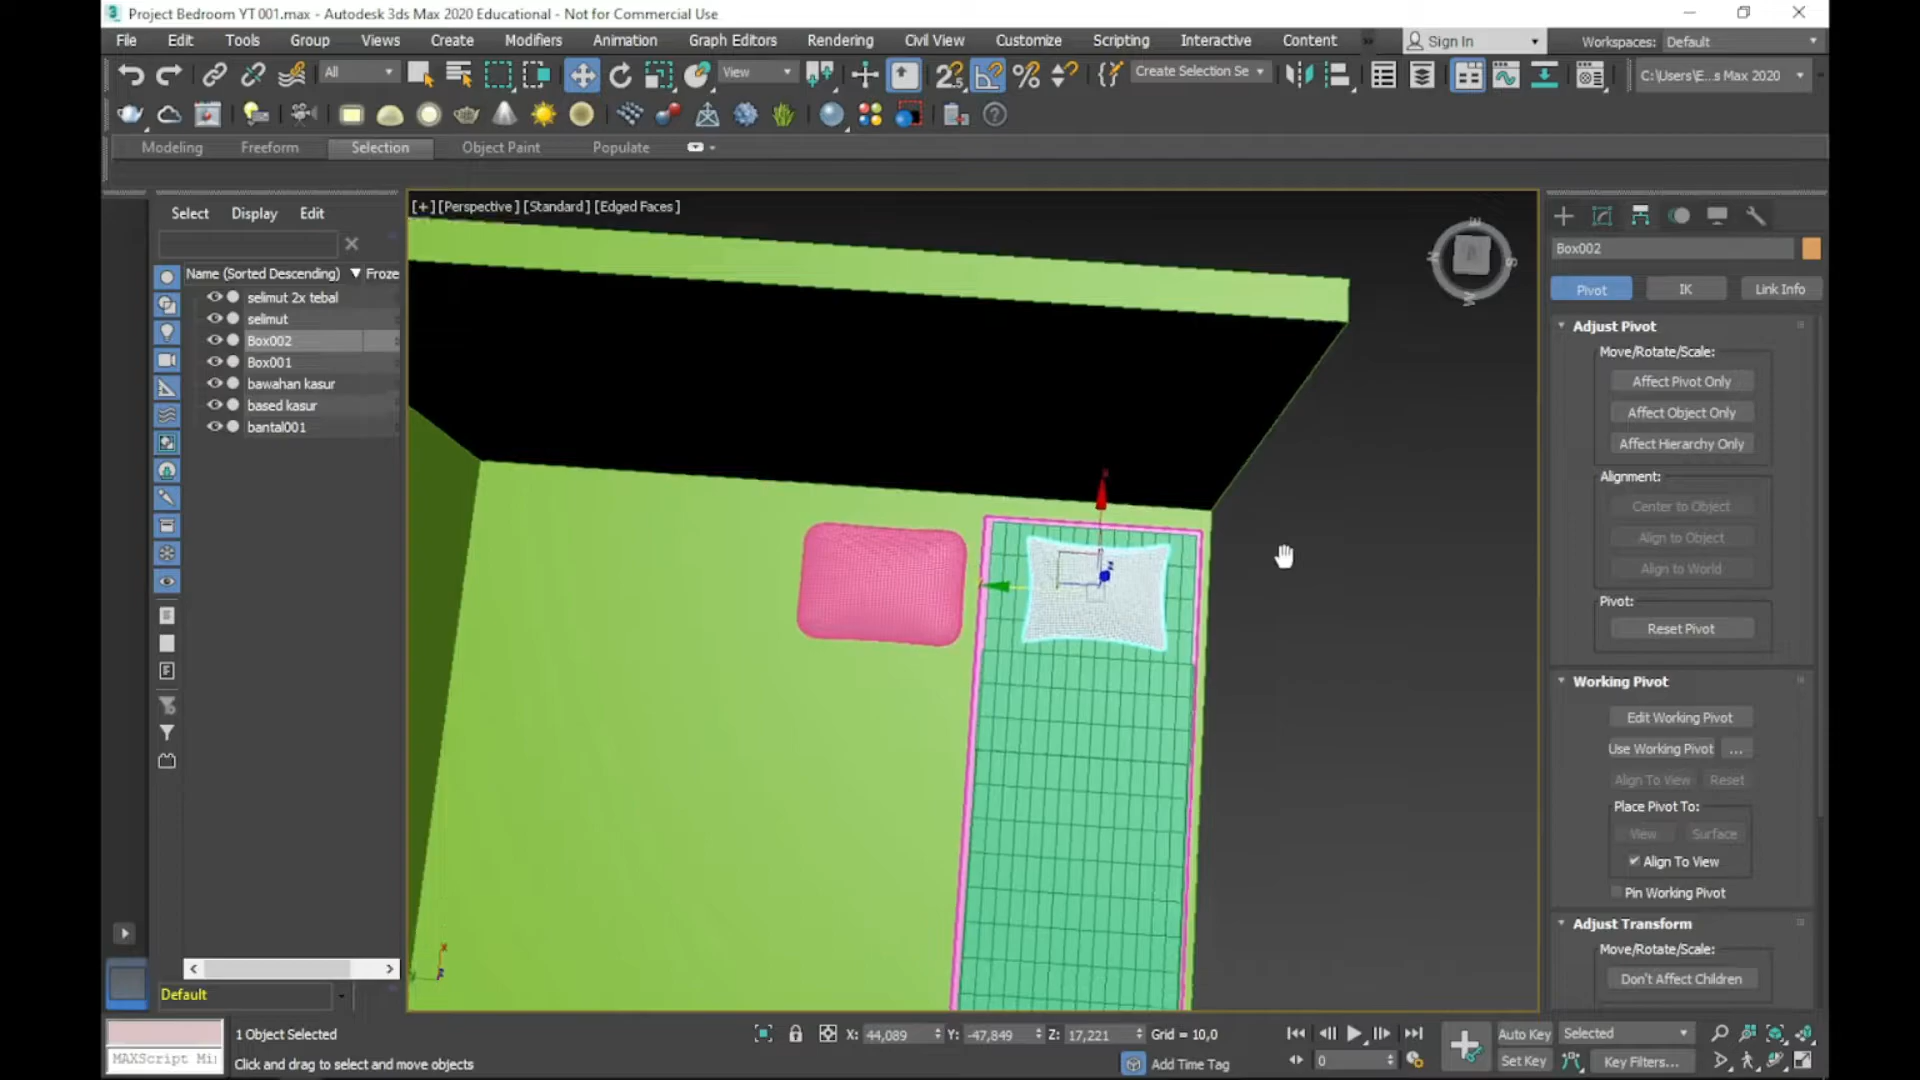 Project Bedroom YT 001.max - Autodesk 3ds Max 2020 Educational - Not for Commercial Use
File Edit Tools Group Views Create Modifiers Animation Graph Editors Rendering Civil View Customize Scripting Interactive Content Sign In Workspaces: Default
All View Create Selection Se C:\Users\E...s Max 2020
Modeling Freeform Selection Object Paint Populate
Select Display Edit
[+] [Perspective] [Standard] [Edged Faces]
Name (Sorted Descending) Froze
selimut 2x tebal
selimut
Box002
Box001
bawahan kasur
based kasur
bantal001
Default
Box002
Pivot IK Link Info
Adjust Pivot
Move/Rotate/Scale:
Affect Pivot Only
Affect Object Only
Affect Hierarchy Only
Alignment:
Center to Object
Align to Object
Align to World
Pivot:
Reset Pivot
Working Pivot
Edit Working Pivot
Use Working Pivot ...
Align To View Reset
Place Pivot To:
View Surface
Align To View
Pin Working Pivot
Adjust Transform
Move/Rotate/Scale:
Don't Affect Children
1 Object Selected X: 44,089 Y: -47,849 Z: 17,221 Grid = 10,0 Auto Key Selected
MAXScript Mi Click and drag to select and move objects Add Time Tag 0 Set Key Key Filters...